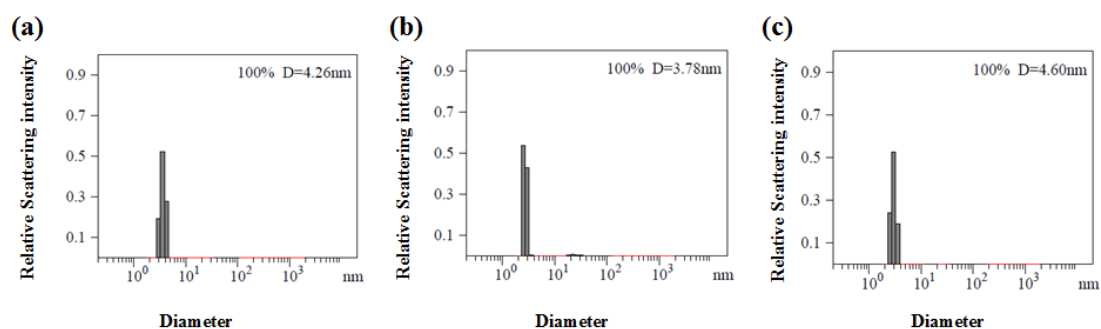 (a)
Relative Scattering intensity
0.9
0.7
0.5
0.3
0.1
100% D=4.26nm
10⁰ 10¹ 10² 10³ nm
Diameter
(b)
Relative Scattering intensity
0.9
0.7
0.5
0.3
0.1
100% D=3.78nm
10⁰ 10¹ 10² 10³ nm
Diameter
(c)
Relative Scattering intensity
0.9
0.7
0.5
0.3
0.1
100% D=4.60nm
10⁰ 10¹ 10² 10³ nm
Diameter